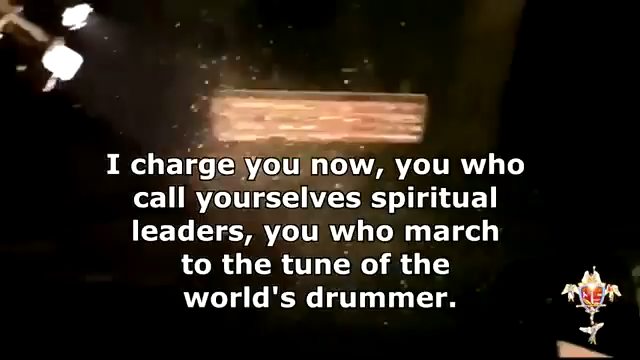 I charge you now, you who
call yourselves spiritual
leaders, you who march
to the tune of the
world's drummer.